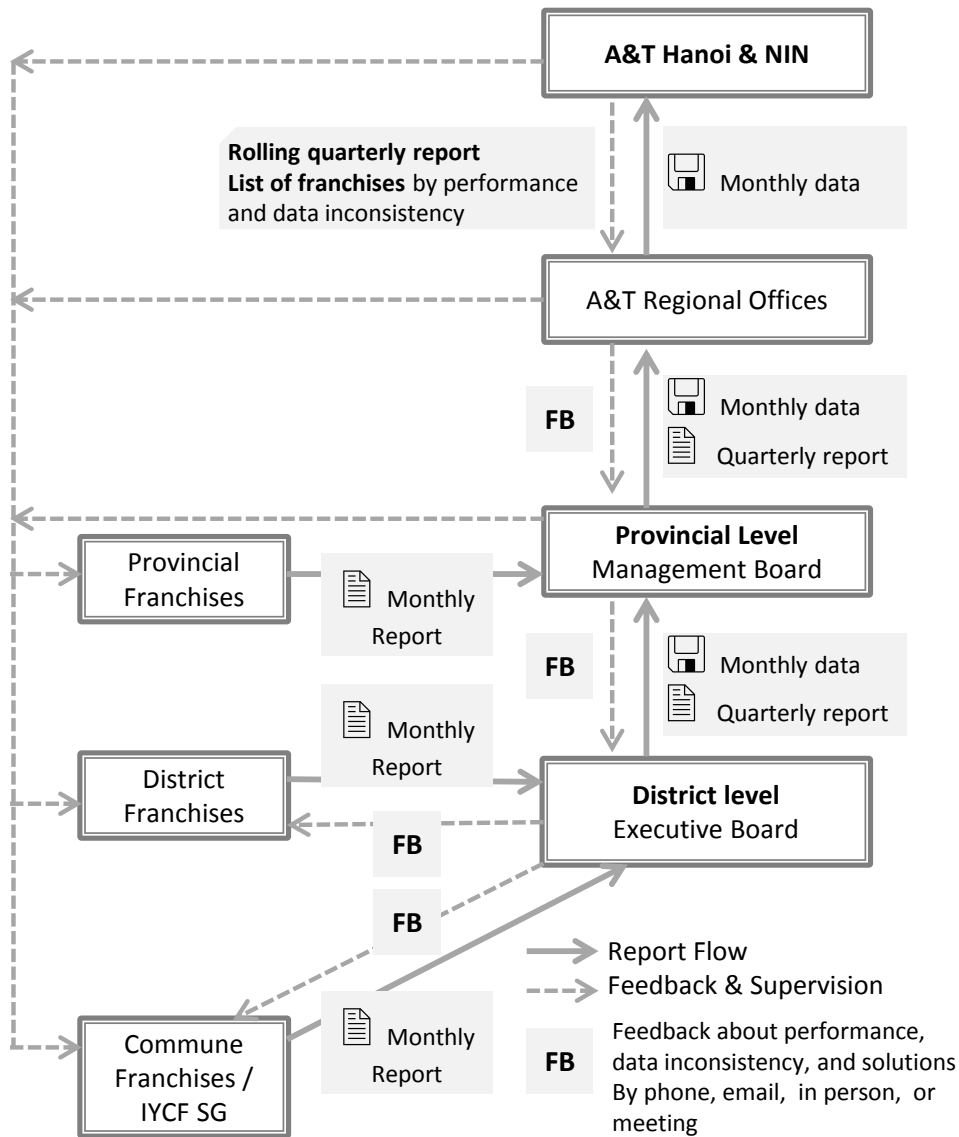 A&T Hanoi & NIN
Rolling quarterly report
List of franchises by performance
and data inconsistency
Monthly data
A&T Regional Offices
FB
Monthly data
Quarterly report
Provincial
Franchises
Monthly
Report
Provincial Level
Management Board
FB
Monthly data
Quarterly report
District
Franchises
Monthly
Report
District level
Executive Board
FB
FB
Commune
Franchises /
IYCF SG
Monthly
Report
Report Flow
Feedback & Supervision
FB
Feedback about performance,
data inconsistency, and solutions
By phone, email, in person, or
meeting